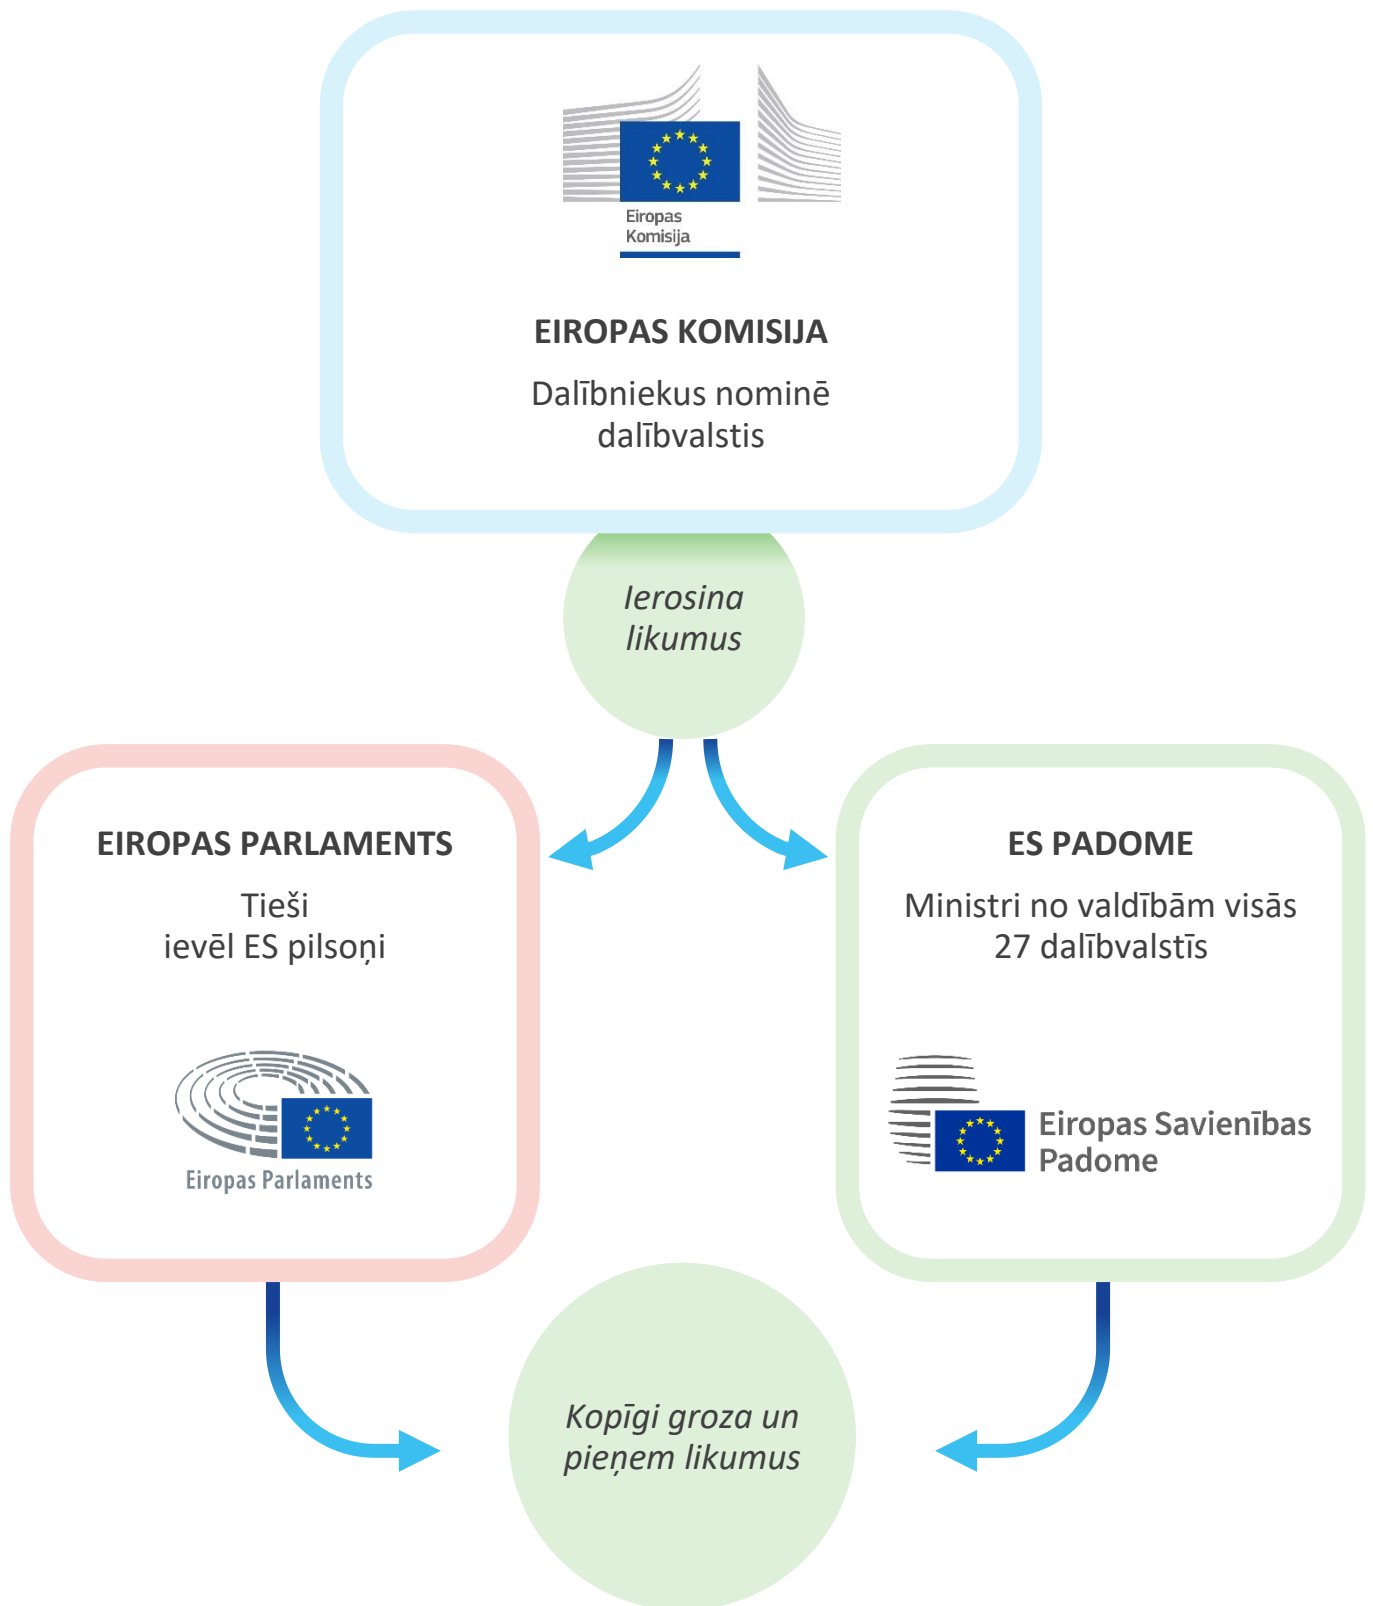 Eiropas
Komisija
EIROPAS KOMISIJA
Dalībniekus nominē
dalībvalstis
Ierosina
likumus
EIROPAS PARLAMENTS
Tieši
ievēl ES pilsoņi
Eiropas Parlaments
ES PADOME
Ministri no valdībām visās
27 dalībvalstīs
Eiropas Savienības
Padome
Kopīgi groza un
pieņem likumus